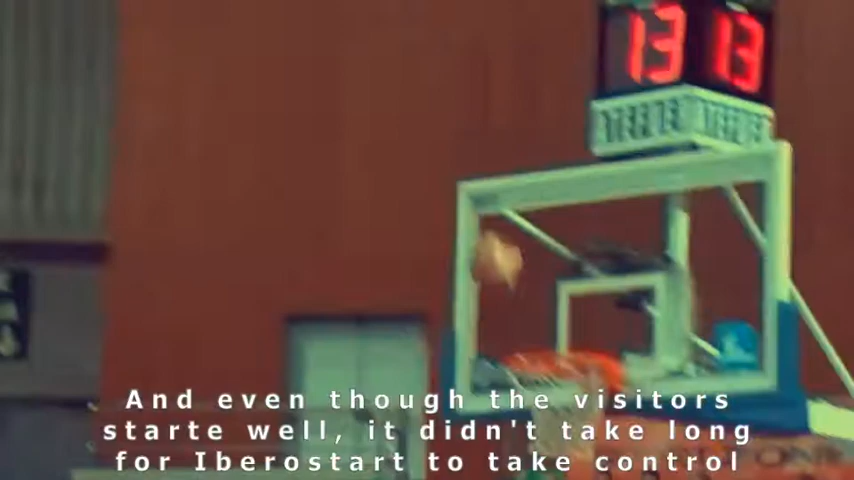 13 13
And even though the visitors
starte well, it didn't take long
for Iberostart to take control